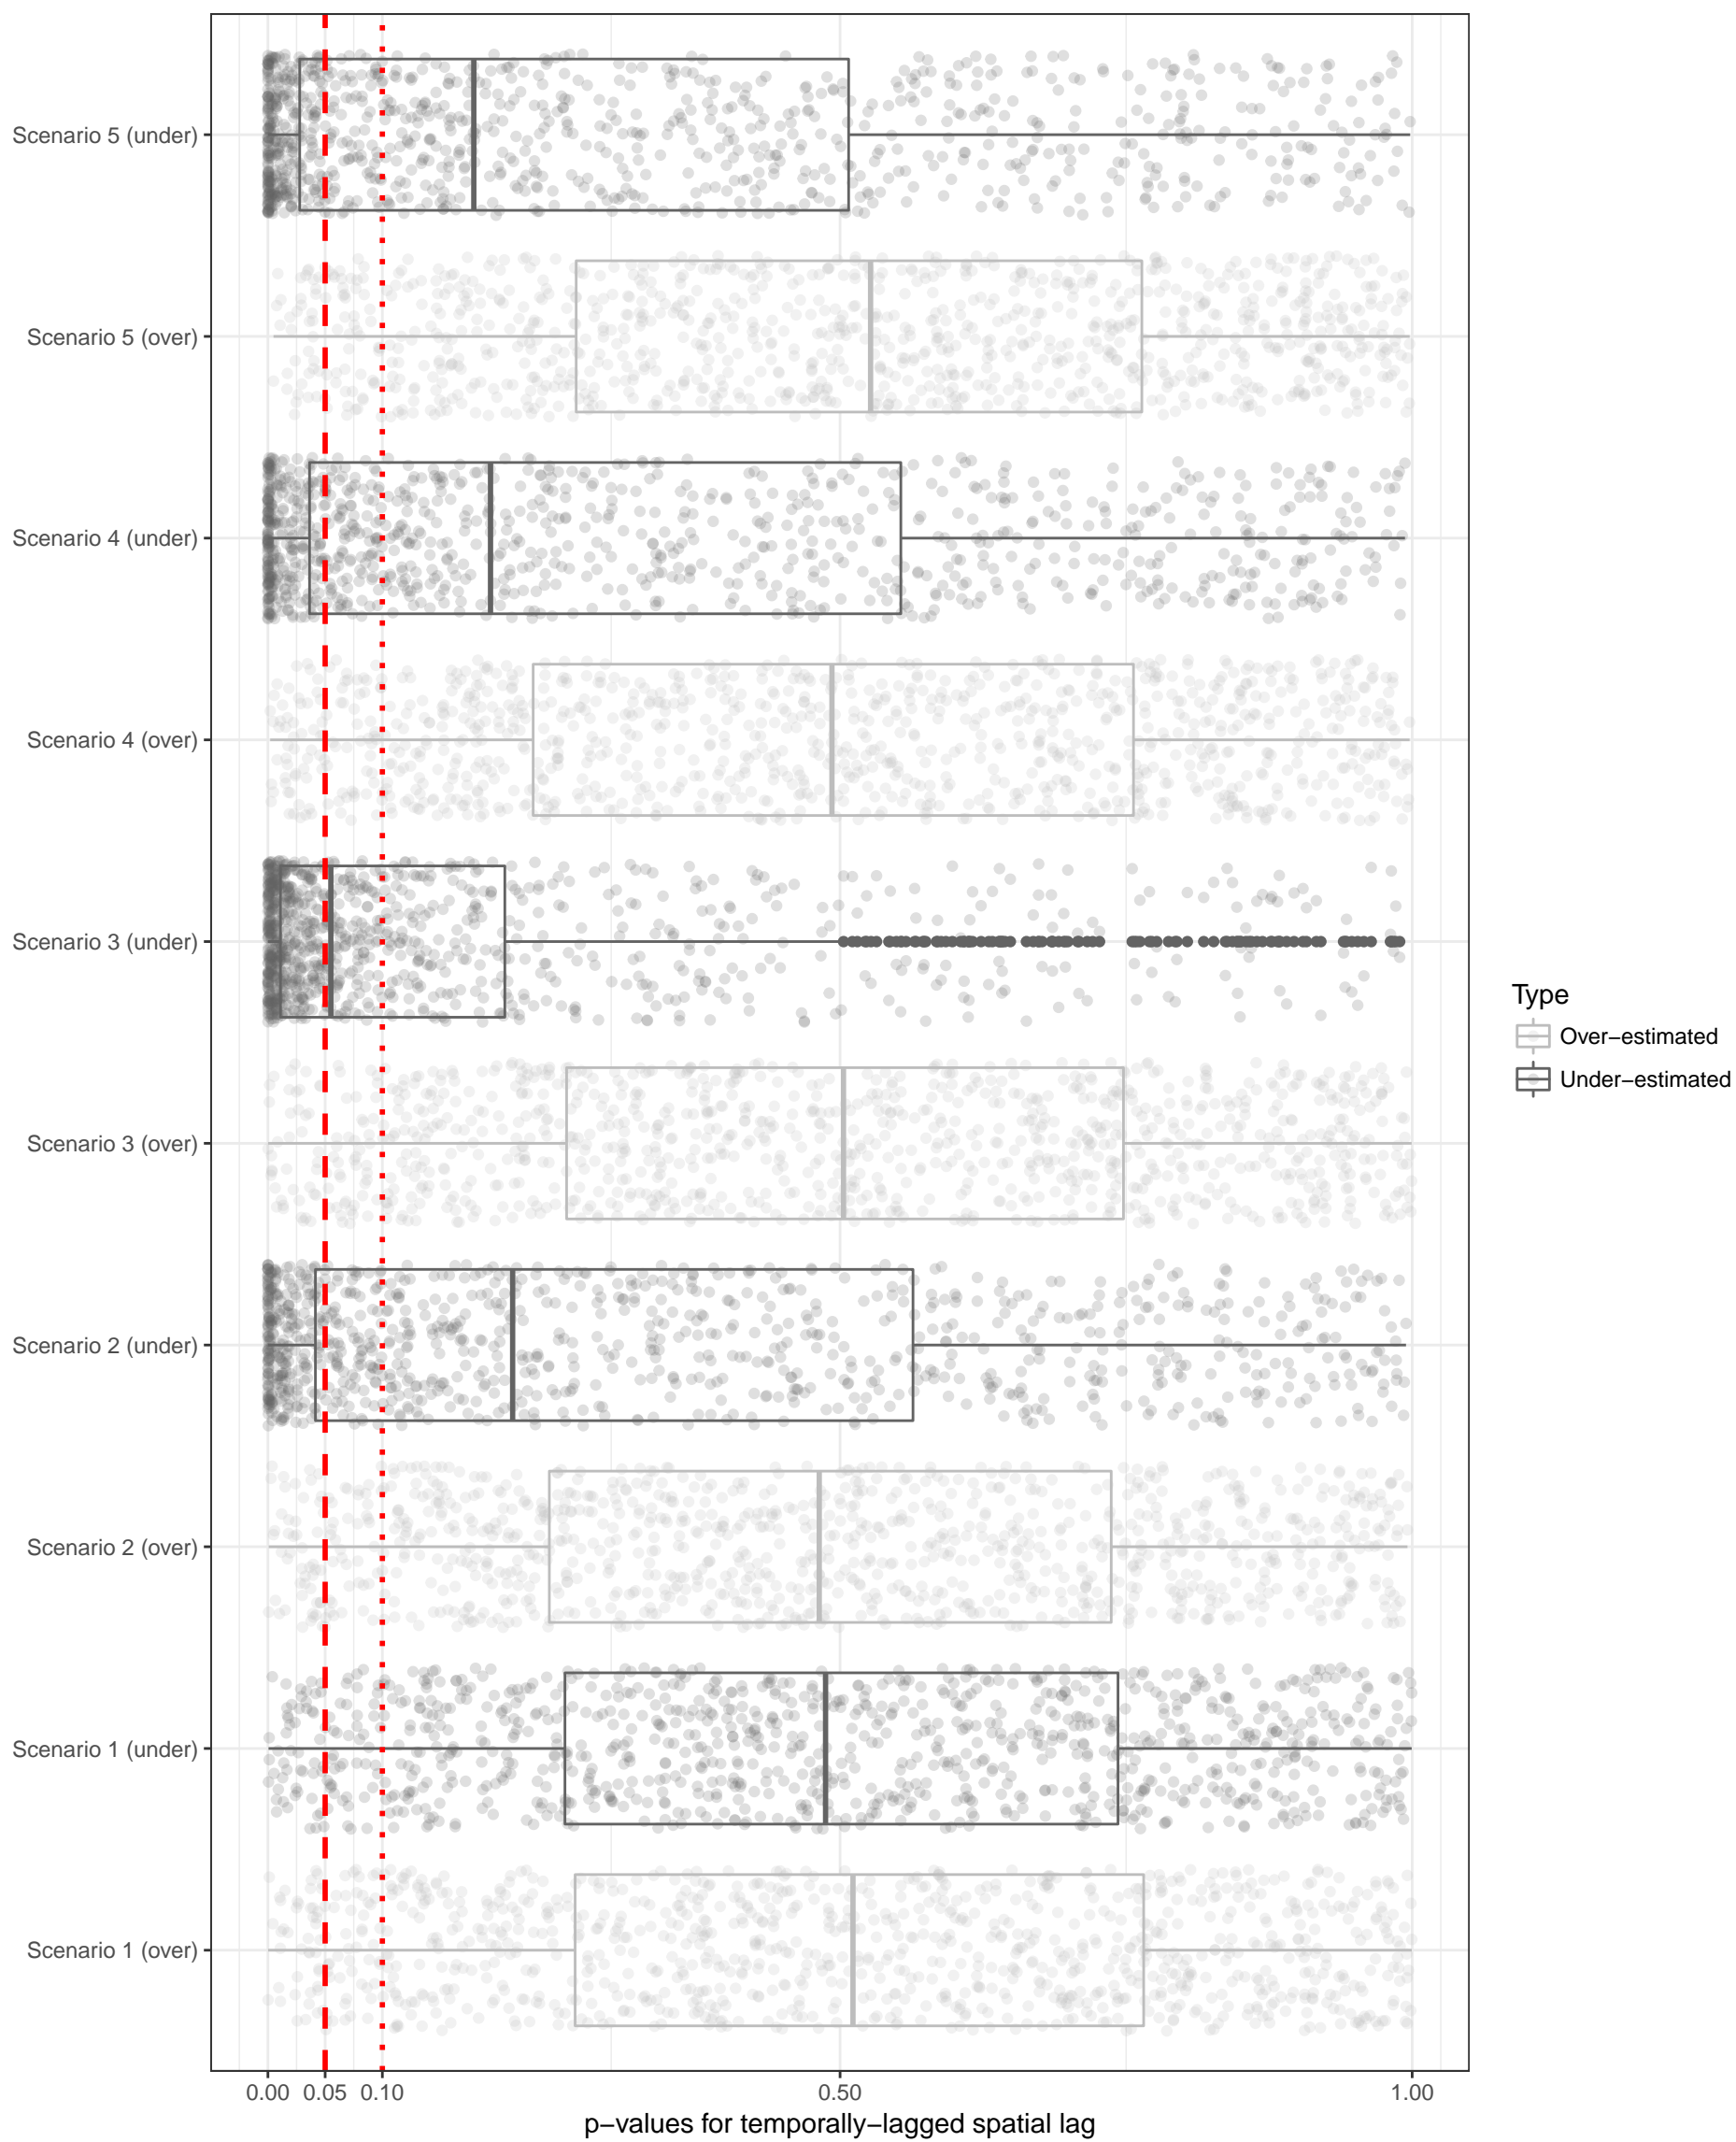 Scenario 5 (under)
Scenario 5 (over)
Scenario 4 (under)
Scenario 4 (over)
Scenario 3 (under)
Scenario 3 (over)
Scenario 2 (under)
Scenario 2 (over)
Scenario 1 (under)
Scenario 1 (over)
0.00 0.05 0.10 0.50 1.00
p−values for temporally−lagged spatial lag
Type
Over−estimated
Under−estimated